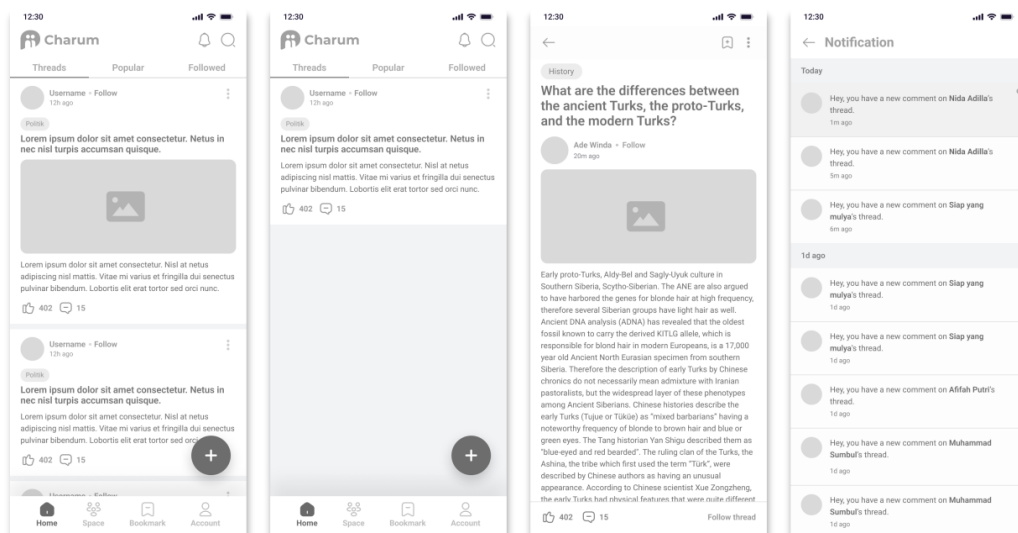 12:30
Charum
Threads Popular Followed
Username • Follow
12h ago
Politik
Lorem ipsum dolor sit amet consectetur. Netus in
nec nisl turpis accumsan quisque.
Lorem ipsum dolor sit amet consectetur. Nisl at netus
adipiscing nisl mattis. Vitae mi varius et fringilla dui senectus
pulvinar bibendum. Lobortis elit erat tortor sed orci nunc.
402 15
Username • Follow
12h ago
Politik
Lorem ipsum dolor sit amet consectetur. Netus in
nec nisl turpis accumsan quisque.
Lorem ipsum dolor sit amet consectetur. Nisl at netus
adipiscing nisl mattis. Vitae mi varius et fringilla dui senectus
pulvinar bibendum. Lobortis elit erat tortor sed orci
402 15
+
Username • Follow
Home Space Bookmark Account
12:30
Charum
Threads Popular Followed
Username • Follow
12h ago
Politik
Lorem ipsum dolor sit amet consectetur. Netus in
nec nisl turpis accumsan quisque.
Lorem ipsum dolor sit amet consectetur. Nisl at netus
adipiscing nisl mattis. Vitae mi varius et fringilla dui senectus
pulvinar bibendum. Lobortis elit erat tortor sed orci nunc.
402 15
+
Home Space Bookmark Account
12:30
History
What are the differences between
the ancient Turks, the proto-Turks,
and the modern Turks?
Ade Winda • Follow
20m ago
Early proto-Turks, Aldy-Bel and Sagly-Uyuk culture in
Southern Siberia, Scytho-Siberian. The ANE are also argued
to have harbored the genes for blonde hair at high frequency,
therefore several Siberian groups have light hair as well.
Ancient DNA analysis (ADNA) has revealed that the oldest
fossil known to carry the derived KITLG allele, which is
responsible for blond hair in modern Europeans, is a 17,000
year old Ancient North Eurasian specimen from southern
Siberia. Therefore the description of early Turks by Chinese
chronics do not necessarily mean admixture with Iranian
pastoralists, but the widespread layer of these phenotypes
among Ancient Siberians. Chinese histories describe the
early Turks (Tujue or Tūküe) as "mixed barbarians" having a
noteworthy frequency of blonde to brown hair and blue or
green eyes. The Tang historian Yan Shigu described them as
"blue-eyed and red bearded". The ruling clan of the Turks, the
Ashina, the tribe which first used the term "Türk", were
described by Chinese authors as having an unusual
appearance. According to Chinese scientist Xue Zongzheng,
the early Turks had physical features that were quite different
402 15 Follow thread
12:30
Notification
Today
Hey, you have a new comment on Nida Adilla's
thread.
1m ago
Hey, you have a new comment on Nida Adilla's
thread.
5m ago
Hey, you have a new comment on Siap yang
mulya's thread.
6m ago
1d ago
Hey, you have a new comment on Siap yang
mulya's thread.
1d ago
Hey, you have a new comment on Siap yang
mulya's thread.
1d ago
Hey, you have a new comment on Afifah Putri's
thread.
1d ago
Hey, you have a new comment on Muhammad
Sumbul's thread.
1d ago
Hey, you have a new comment on Muhammad
Sumbul's thread.
1d ago